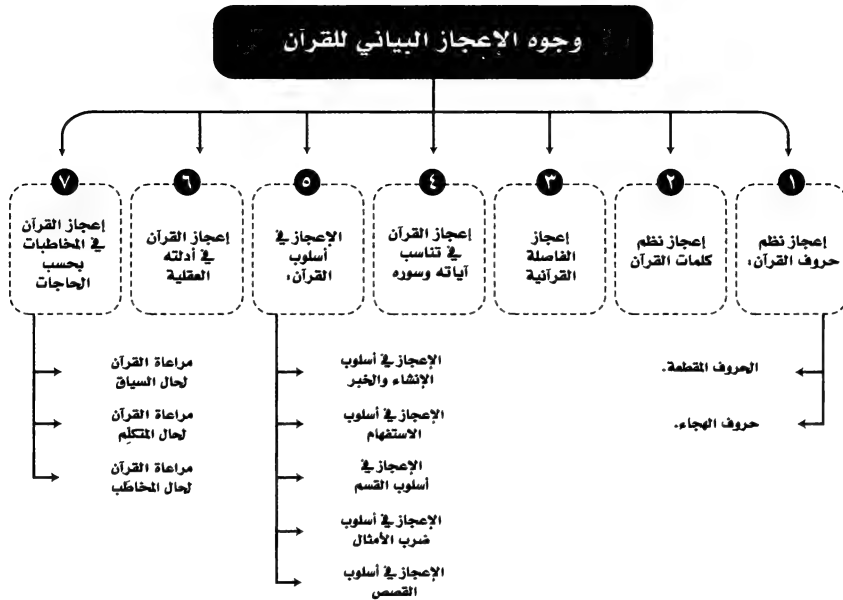 وجوه الإعجاز البياني للقرآن
١
إعجاز نظم
حروف القرآن:
الحروف المقطعة.
حروف الهجاء.
٢
إعجاز نظم
كلمات القرآن
٣
إعجاز
الفاصلة
القرآنية
٤
إعجاز القرآن
في تناسب
آياته وسوره
٥
الإعجاز في
أسلوب
القرآن:
الإعجاز في أسلوب
الإنشاء والخبر
الإعجاز في أسلوب
الاستفهام
الإعجاز في
أسلوب القسم
الإعجاز في أسلوب
ضرب الأمثال
الإعجاز في أسلوب
القصص
٦
إعجاز القرآن
في أدلته
العقلية
٧
إعجاز القرآن
في المخاطبات
بحسب
الحاجات
مراعاة القرآن
لحال السياق
مراعاة القرآن
لحال المتكلِّم
مراعاة القرآن
لحال المخاطَب